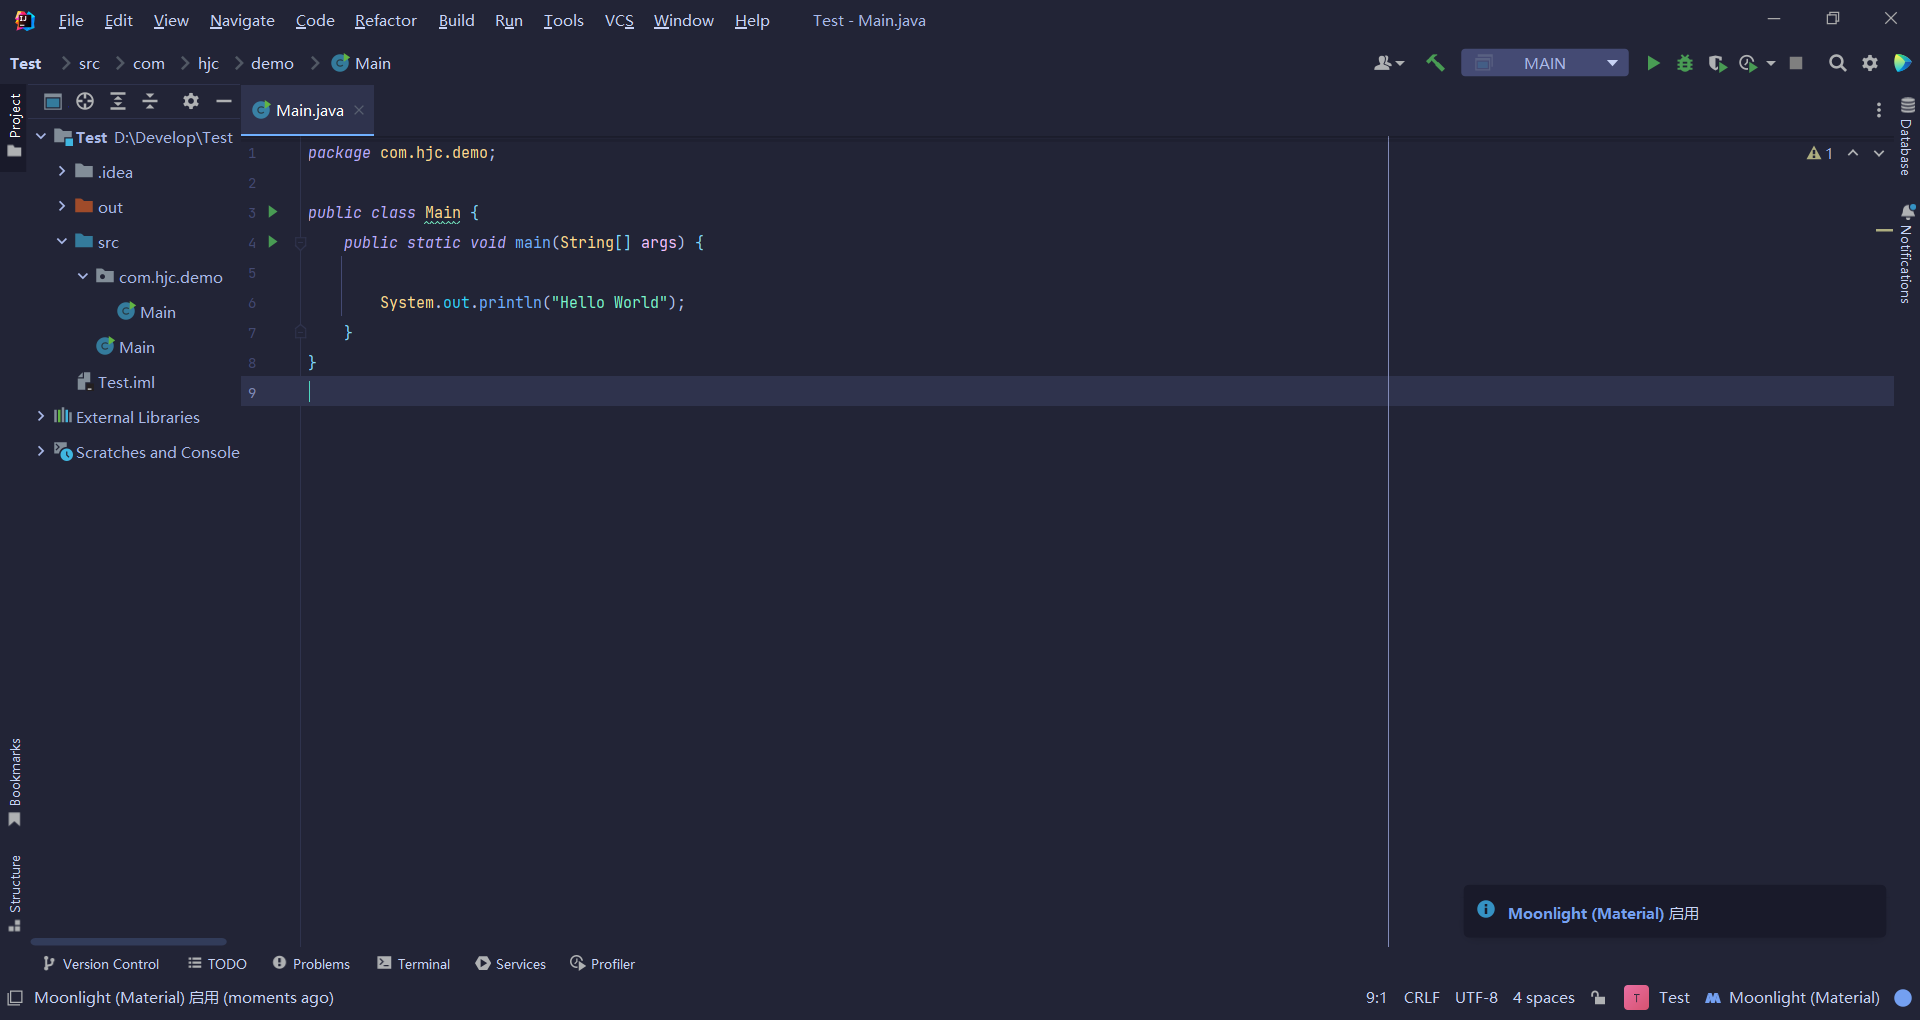 File Edit View Navigate Code Refactor Build Run Tools VCS Window Help Test - Main.java
Test src com hjc demo Main MAIN
Project
Main.java
Test D:\Develop\Test
.idea
out
src
com.hjc.demo
Main
Main
Test.iml
External Libraries
Scratches and Console
1 package com.hjc.demo;
2
3 public class Main {
4 public static void main(String[] args) {
5
6 System.out.println("Hello World");
7 }
8 }
9
1
Database
Notifications
Bookmarks
Structure
Moonlight (Material) 启用
Version Control TODO Problems Terminal Services Profiler
Moonlight (Material) 启用 (moments ago) 9:1 CRLF UTF-8 4 spaces T Test Moonlight (Material)